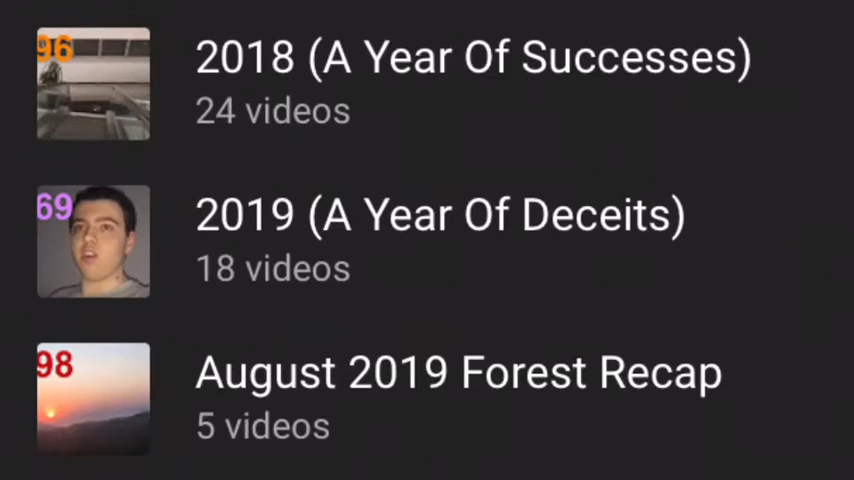 96
2018 (A Year Of Successes)
24 videos
69
2019 (A Year Of Deceits)
18 videos
98
August 2019 Forest Recap
5 videos